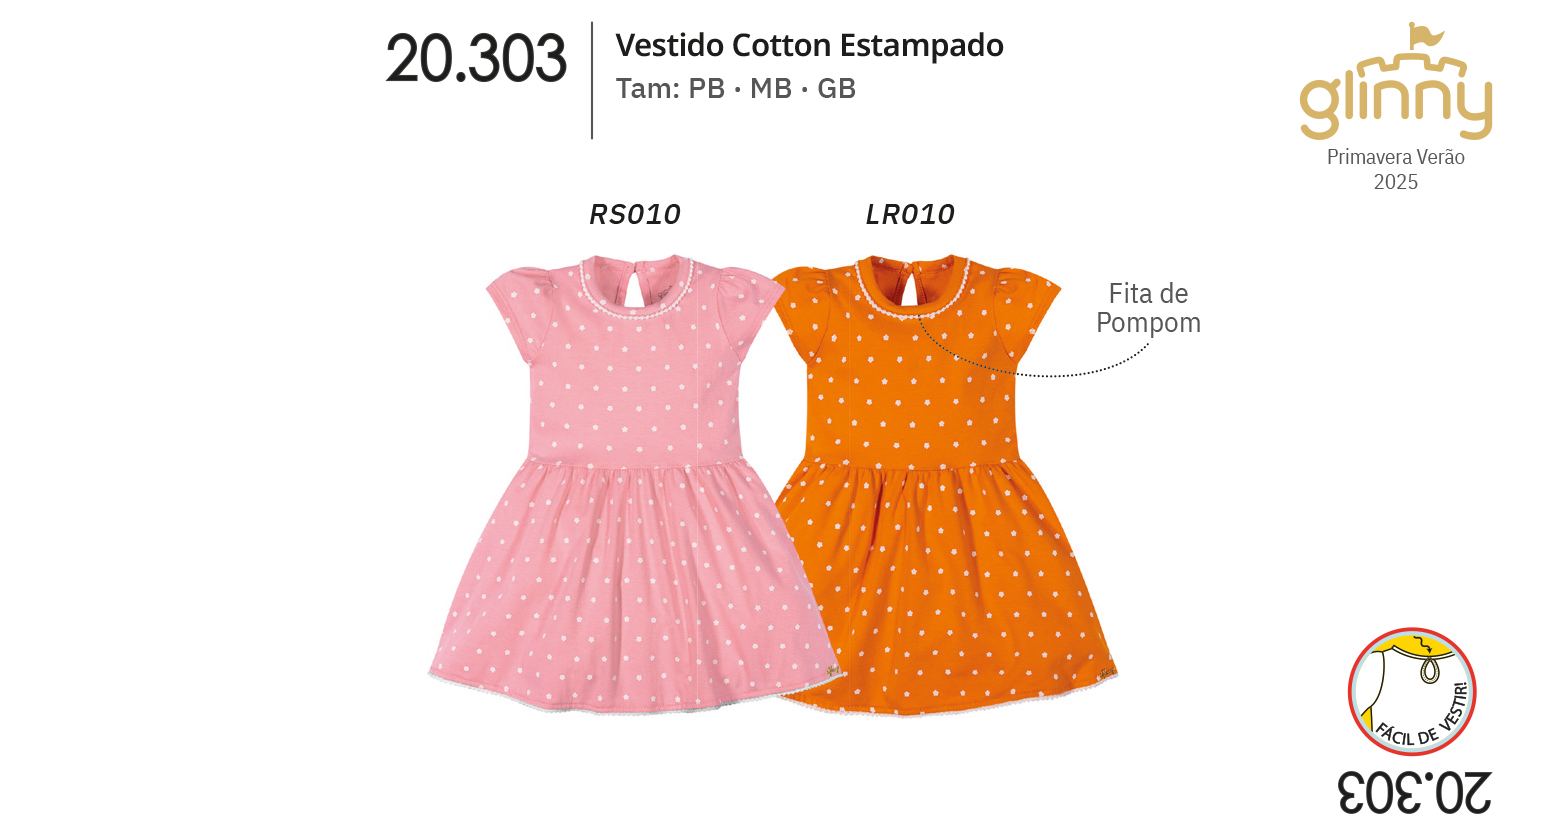 20.303
Vestido Cotton Estampado
Tam: PB • MB • GB
glinny
Primavera Verão
2025
RS010
LR010
Fita de
Pompom
FÁCIL DE VESTIR!
20.303